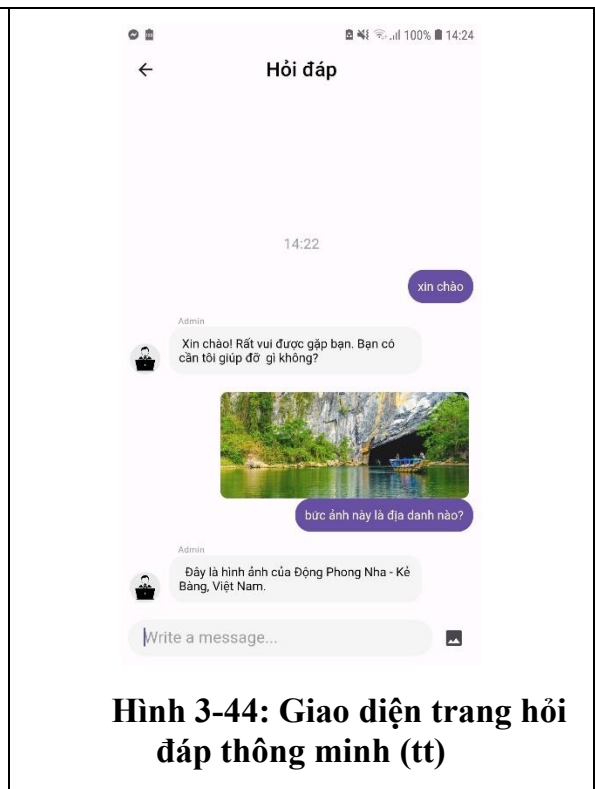 100% 14:24
Hỏi đáp
14:22
xin chào
Admin
Xin chào! Rất vui được gặp bạn. Bạn có
cần tôi giúp đỡ gì không?
bức ảnh này là địa danh nào?
Admin
Đây là hình ảnh của Động Phong Nha - Kẻ
Bàng, Việt Nam.
Write a message...
Hình 3-44: Giao diện trang hỏi
đáp thông minh (tt)